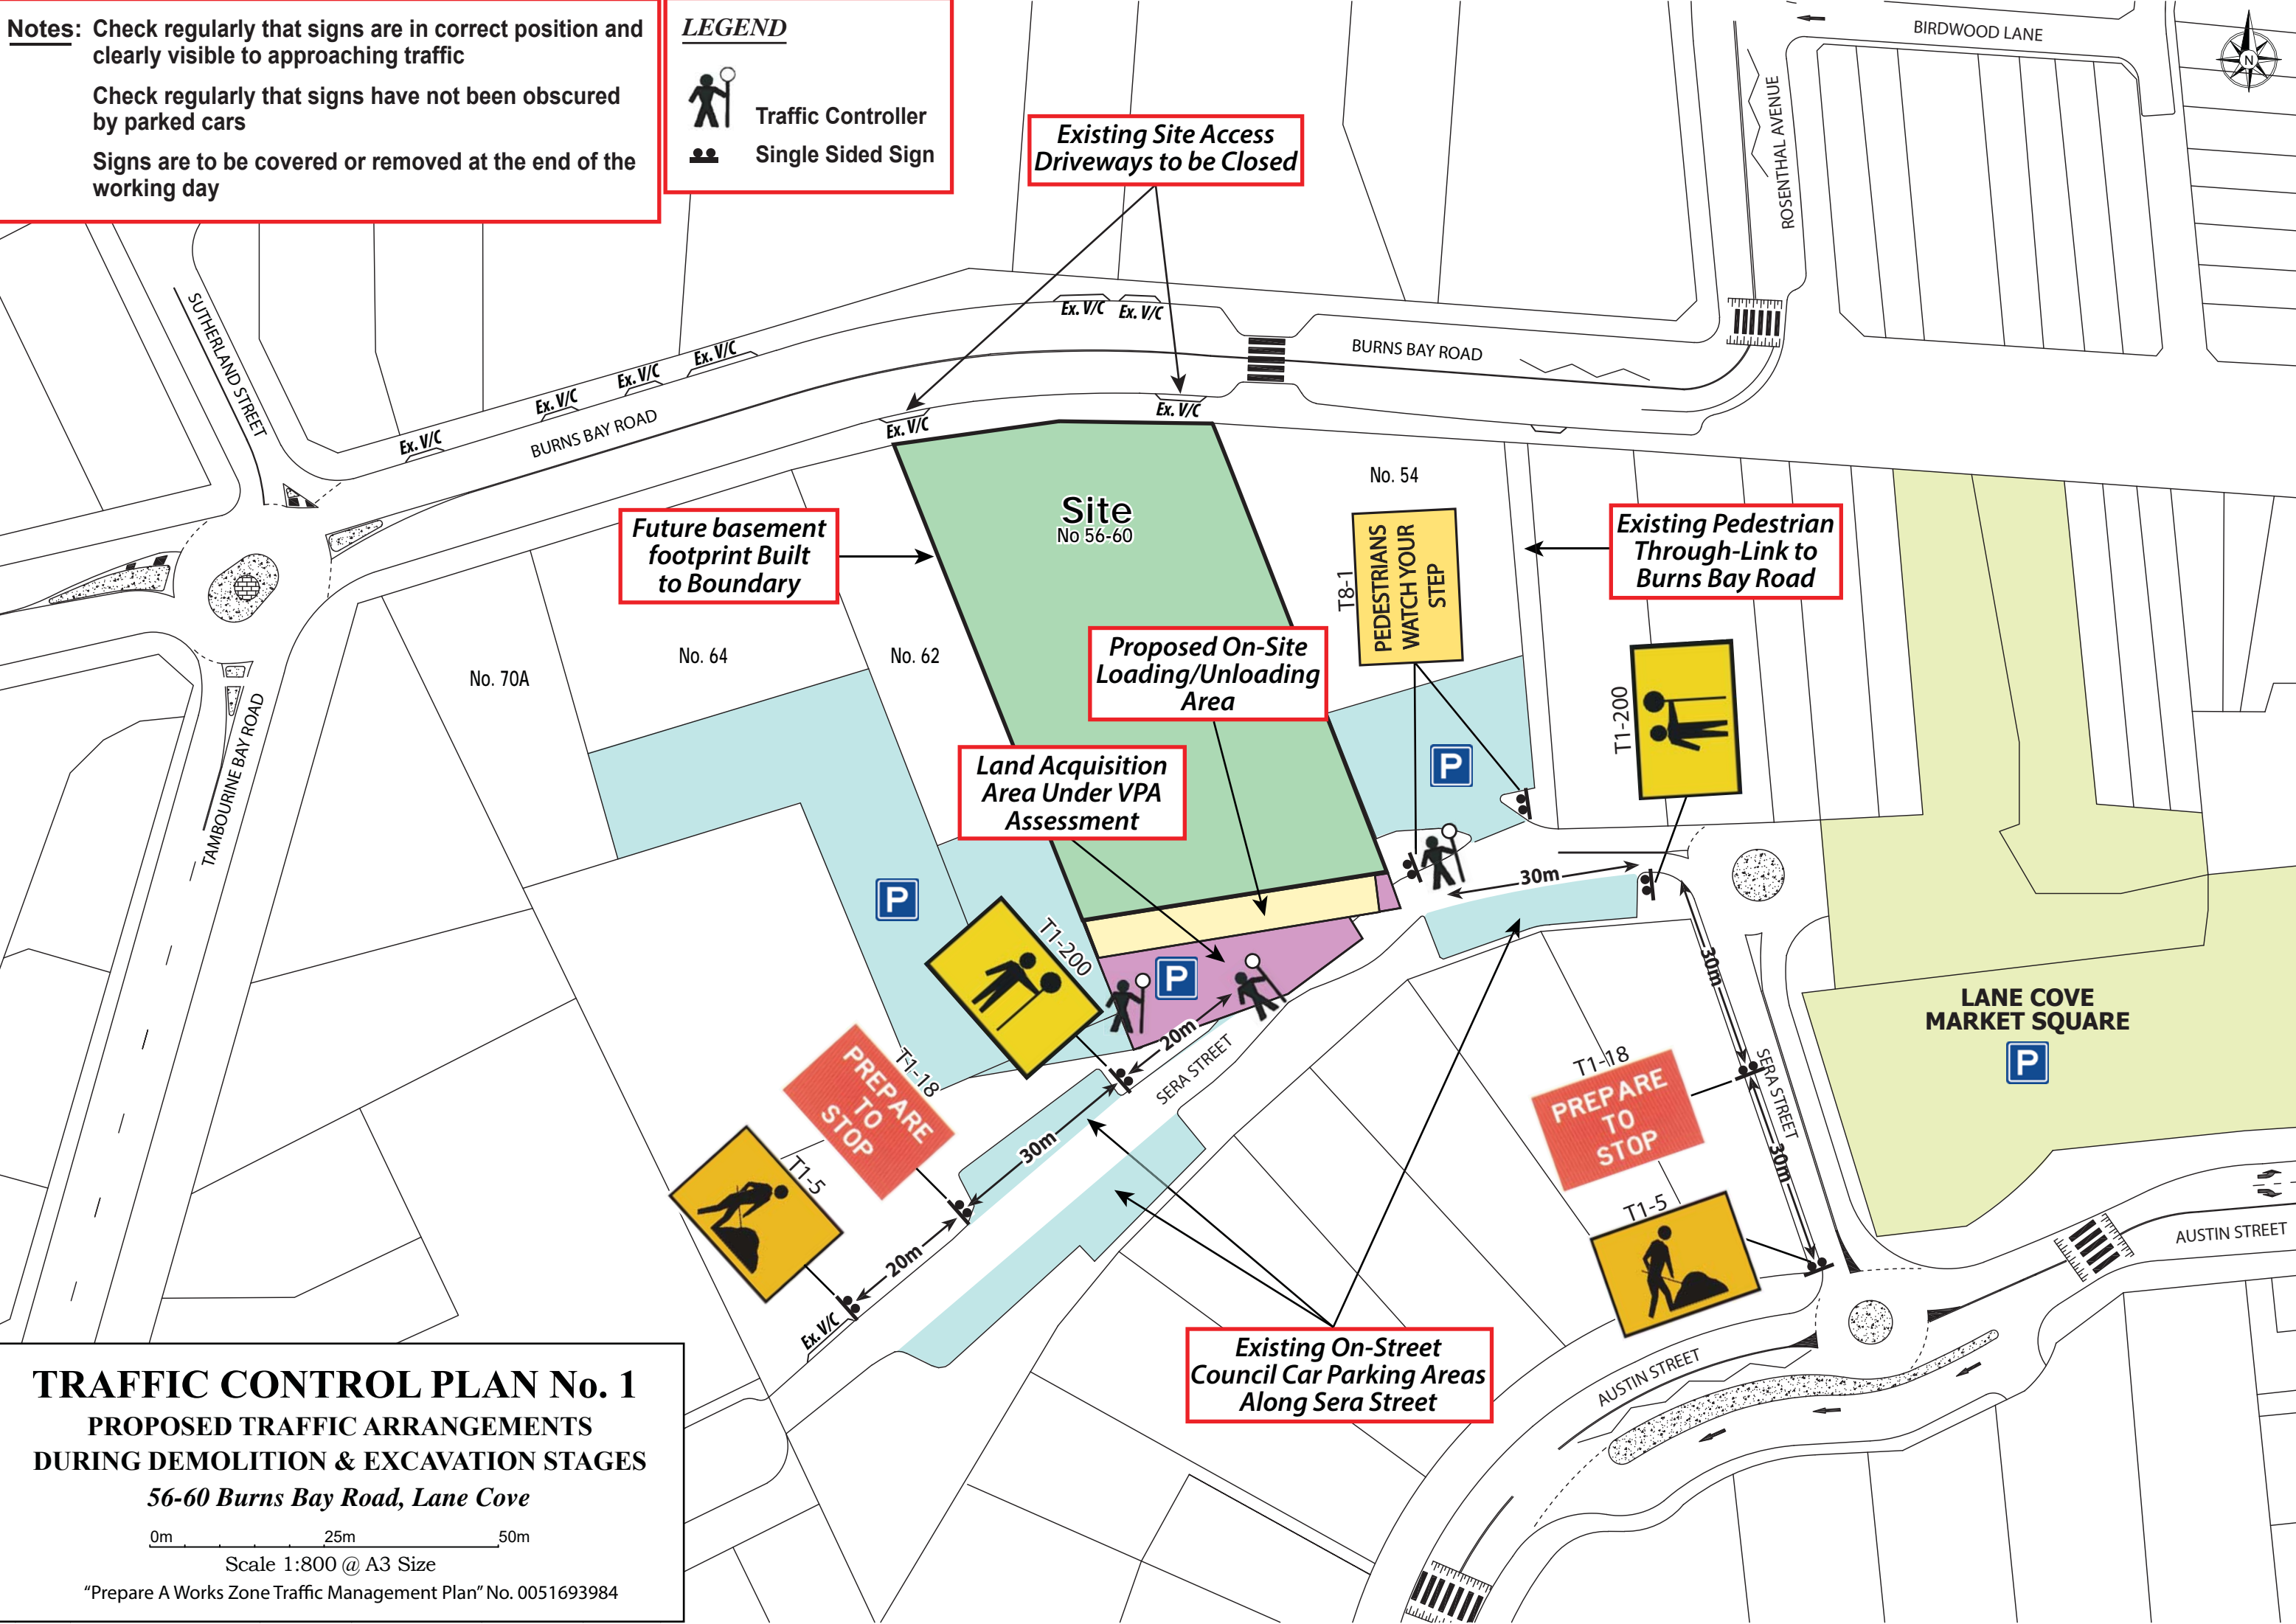 Notes: Check regularly that signs are in correct position and
clearly visible to approaching traffic
Check regularly that signs have not been obscured
by parked cars
Signs are to be covered or removed at the end of the
working day
LEGEND
Traffic Controller
Single Sided Sign
BIRDWOOD LANE
N
ROSENTHAL AVENUE
Existing Site Access
Driveways to be Closed
SUTHERLAND STREET
Ex. V/C
Ex. V/C
Ex. V/C
Ex. V/C
Ex. V/C
Ex. V/C
BURNS BAY ROAD
BURNS BAY ROAD
Ex. V/C
Ex. V/C
Site
No 56-60
No. 54
Future basement
footprint Built
to Boundary
T8-1
PEDESTRIANS
WATCH YOUR
STEP
Existing Pedestrian
Through-Link to
Burns Bay Road
No. 70A
No. 64
No. 62
Proposed On-Site
Loading/Unloading
Area
T1-200
TAMBOURINE BAY ROAD
Land Acquisition
Area Under VPA
Assessment
P
P
P
30m
T1-200
20m
SERA STREET
30m
LANE COVE
MARKET SQUARE
P
T1-18
PREPARE
TO
STOP
30m
T1-18
PREPARE
TO
STOP
SERA STREET
30m
T1-5
20m
Ex. V/C
T1-5
AUSTIN STREET
AUSTIN STREET
Existing On-Street
Council Car Parking Areas
Along Sera Street
TRAFFIC CONTROL PLAN No. 1
PROPOSED TRAFFIC ARRANGEMENTS
DURING DEMOLITION & EXCAVATION STAGES
56-60 Burns Bay Road, Lane Cove
0m 25m 50m
Scale 1:800 @ A3 Size
“Prepare A Works Zone Traffic Management Plan” No. 0051693984